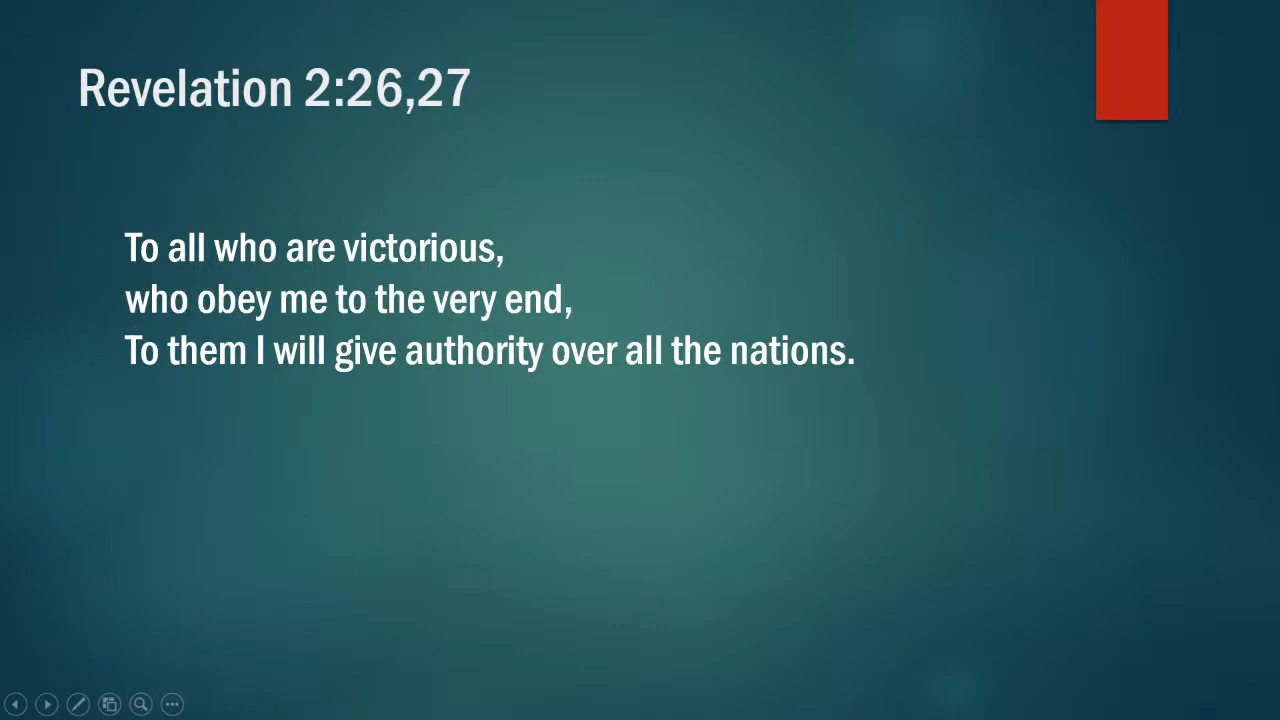 Revelation 2:26,27
To all who are victorious,
who obey me to the very end,
To them I will give authority over all the nations.